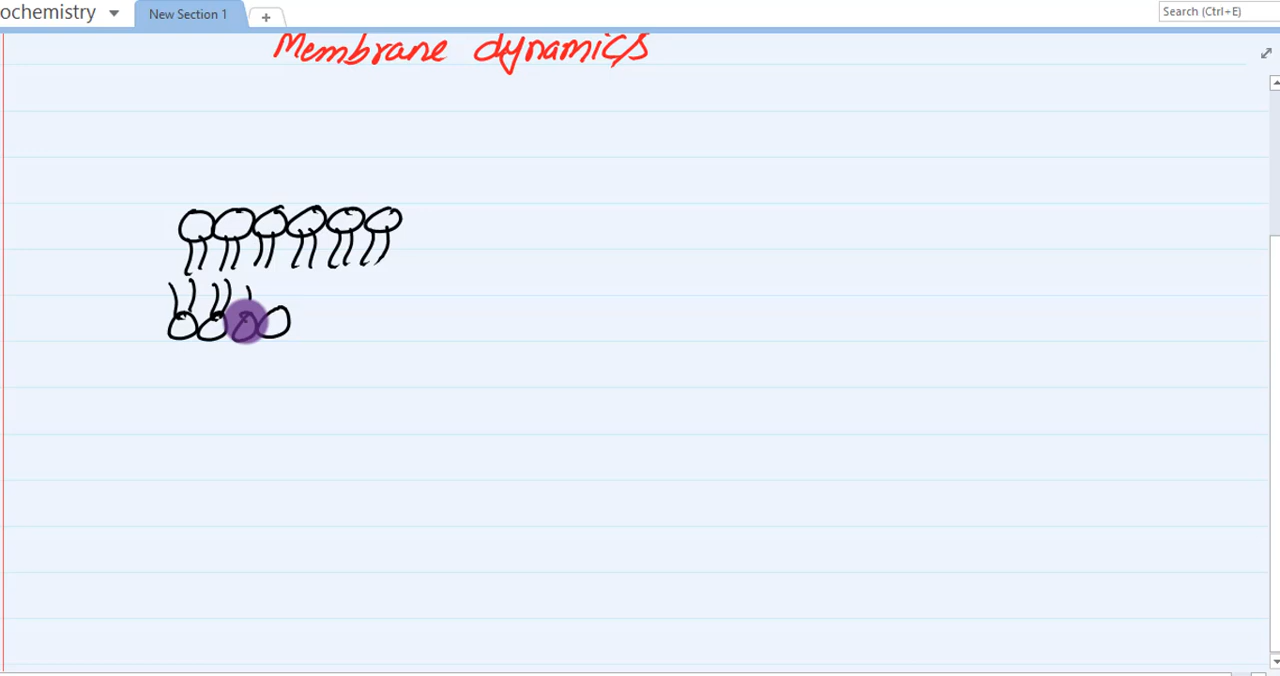 ochemistry New Section 1 + Search (Ctrl+E)
Membrane dynamics